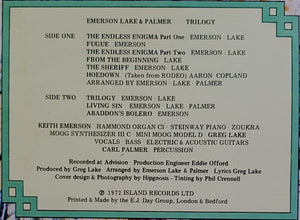 EMERSON LAKE & PALMER TRILOGY
SIDE ONE THE ENDLESS ENIGMA Part One EMERSON · LAKE
FUGUE EMERSON
THE ENDLESS ENIGMA Part Two EMERSON · LAKE
FROM THE BEGINNING LAKE
THE SHERIFF EMERSON · LAKE
HOEDOWN (Taken from RODEO) AARON COPLAND
ARRANGED BY EMERSON · LAKE · PALMER
SIDE TWO TRILOGY EMERSON · LAKE
LIVING SIN EMERSON · LAKE · PALMER
ABADDON'S BOLERO EMERSON
KEITH EMERSON HAMMOND ORGAN C3 · STEINWAY PIANO · ZOUKRA
MOOG SYNTHESIZER III C · MINI MOOG MODEL D · GREG LAKE
VOCALS · BASS · ELECTRIC & ACOUSTIC GUITARS
CARL PALMER PERCUSSION
Recorded at Advision Production Engineer Eddie Offord
Produced by Greg Lake Arranged by Emerson Lake & Palmer Lyrics Greg Lake
Cover design & Photography by Hipgnosis · Tinting by Phil Crennell
© 1972 ISLAND RECORDS LTD
Printed & Made by the E.J. Day Group, London & Bedford